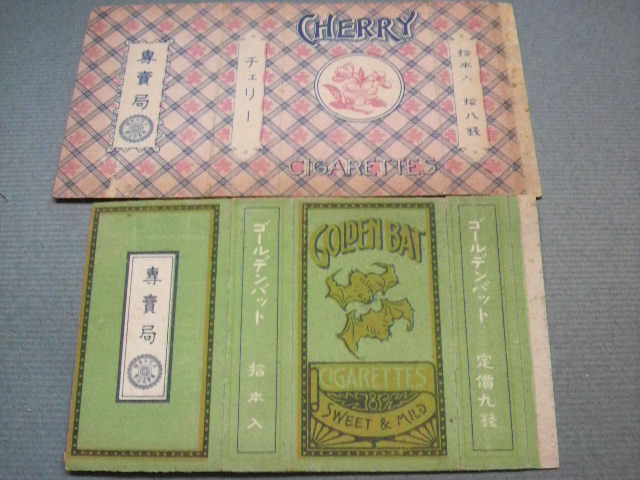 專賣局
チェリー
CHERRY
CIGARETTES
拾本入 拾八錢
專賣局
ゴールデンバット 拾本入
GOLDEN BAT
CIGARETTES
SWEET & MILD
ゴールデンバット 定價九錢